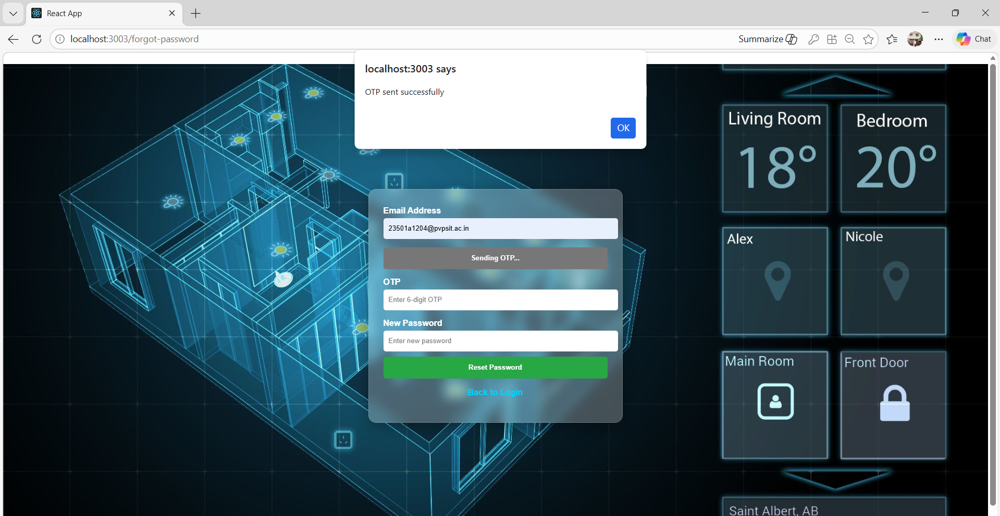 React App
localhost:3003/forgot-password
Summarize
Chat
localhost:3003 says
OTP sent successfully
OK
Email Address
23501a1204@pvpsit.ac.in
Sending OTP...
OTP
Enter 6-digit OTP
New Password
Enter new password
Reset Password
Back to Login
Living Room
18°
Bedroom
20°
Alex
Nicole
Main Room
Front Door
Saint Albert, AB